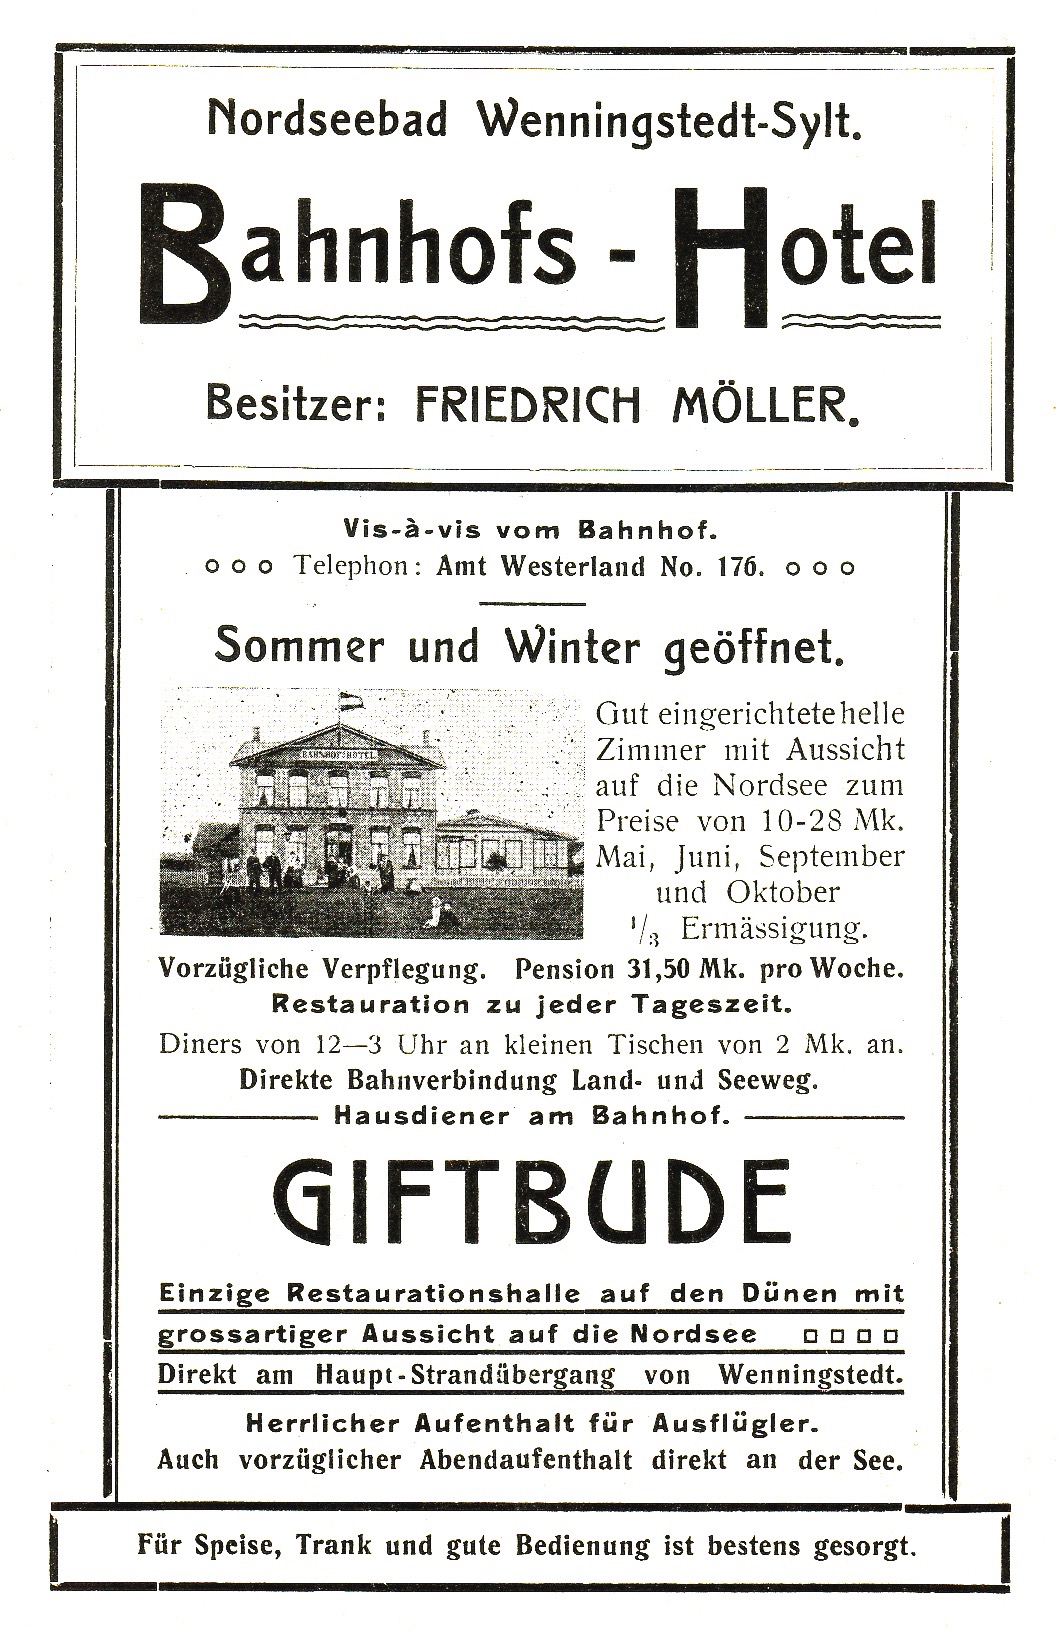 Nordseebad Wenningstedt-Sylt.
Bahnhofs - Hotel
Besitzer: FRIEDRICH MÖLLER.
Vis-à-vis vom Bahnhof.
o o o Telephon: Amt Westerland No. 176. o o o
Sommer und Winter geöffnet.
BAHNHOFS-HOTEL
Gut eingerichtete helle
Zimmer mit Aussicht
auf die Nordsee zum
Preise von 10-28 Mk.
Mai, Juni, September
und Oktober
1/3 Ermässigung.
Vorzügliche Verpflegung. Pension 31,50 Mk. pro Woche.
Restauration zu jeder Tageszeit.
Diners von 12—3 Uhr an kleinen Tischen von 2 Mk. an.
Direkte Bahnverbindung Land- und Seeweg.
Hausdiener am Bahnhof.
GIFTBUDE
Einzige Restaurationshalle auf den Dünen mit
grossartiger Aussicht auf die Nordsee
Direkt am Haupt-Strandübergang von Wenningstedt.
Herrlicher Aufenthalt für Ausflügler.
Auch vorzüglicher Abendaufenthalt direkt an der See.
Für Speise, Trank und gute Bedienung ist bestens gesorgt.